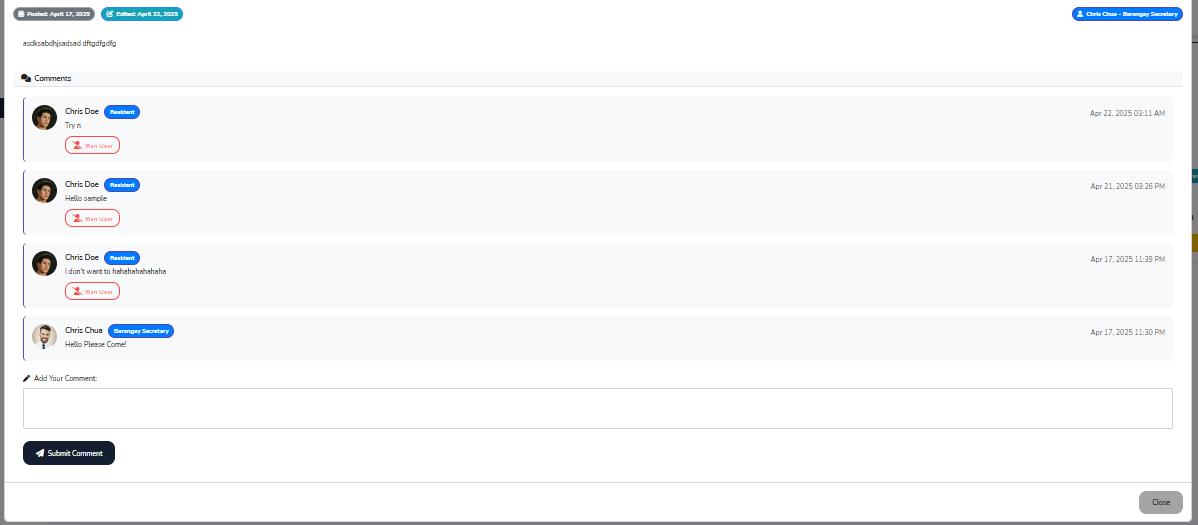 Posted: April 17, 2025 Edited: April 22, 2025 Chris Chua - Barangay Secretary
asdksabdhjsadsad dftgdfgdfg
Comments
Chris Doe Resident Apr 22, 2025 03:11 AM
Try n
Ban User
Chris Doe Resident Apr 21, 2025 03:26 PM
Hello sample
Ban User
Chris Doe Resident Apr 17, 2025 11:39 PM
I don't want to hahahahahahaha
Ban User
Chris Chua Barangay Secretary Apr 17, 2025 11:30 PM
Hello Please Come!
Add Your Comment:
Submit Comment
Close